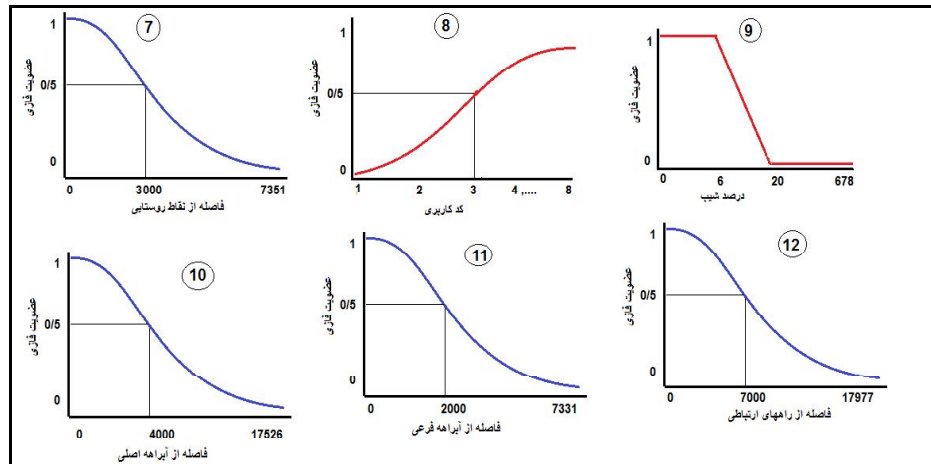 7
عضویت فازی
1
0/5
0
0 3000 7351
فاصله از نقاط روستایی
8
عضویت فازی
1
0/5
0
1 2 3 4 ,.... 8
کد کاربری
9
عضویت فازی
1
0
0 6 20 678
درصد شیب
10
عضویت فازی
1
0/5
0
0 4000 17526
فاصله از آبراهه اصلی
11
عضویت فازی
1
0/5
0
0 2000 7331
فاصله از آبراهه فرعی
12
عضویت فازی
1
0/5
0
0 7000 17977
فاصله از راههای ارتباطی